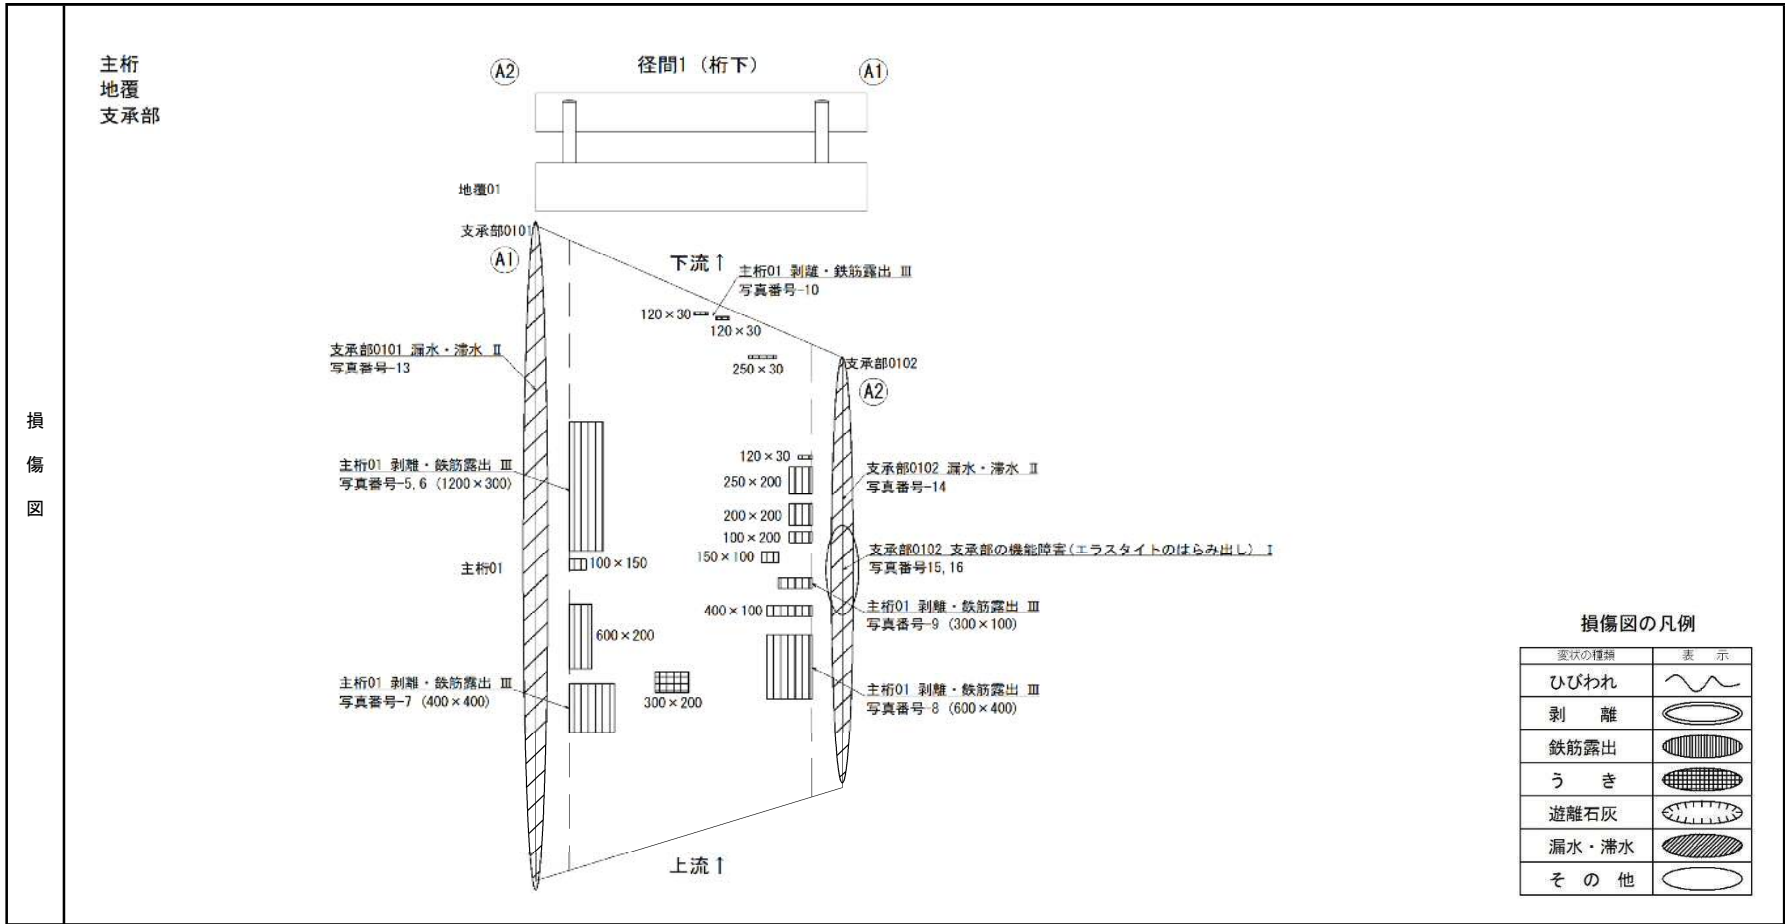 損
傷
図
主桁
地覆
支承部
A2
径間1（桁下）
A1
地覆01
支承部0101
A1
下流↑
主桁01 剥離・鉄筋露出 Ⅲ
写真番号-10
120×30
120×30
250×30
支承部0102
A2
支承部0101 漏水・滞水 Ⅱ
写真番号-13
主桁01 剥離・鉄筋露出 Ⅲ
写真番号-5,6（1200×300）
120×30
250×200
200×200
100×200
150×100
支承部0102 漏水・滞水 Ⅱ
写真番号-14
支承部0102 支承部の機能障害(エラスタイトのはらみ出し) Ⅰ
写真番号15,16
主桁01
100×150
主桁01 剥離・鉄筋露出 Ⅲ
写真番号-9（300×100）
400×100
600×200
主桁01 剥離・鉄筋露出 Ⅲ
写真番号-7（400×400）
300×200
主桁01 剥離・鉄筋露出 Ⅲ
写真番号-8（600×400）
上流↑
損傷図の凡例
変状の種類 表 示
ひびわれ
剥 離
鉄筋露出
う き
遊離石灰
漏水・滞水
そ の 他